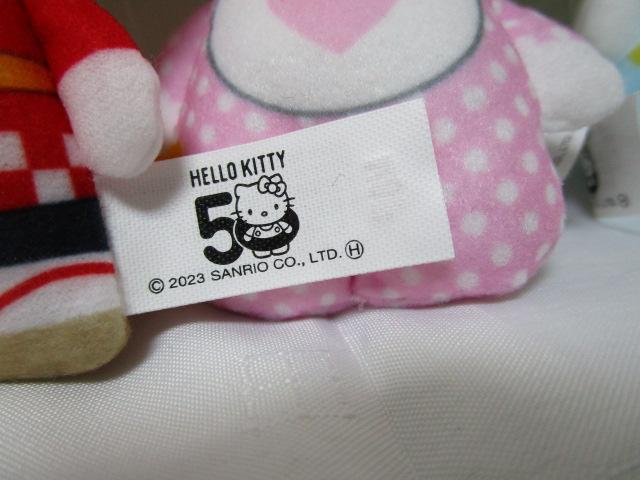 HELLO KITTY
50
© 2023 SANRIO CO., LTD. Ⓗ